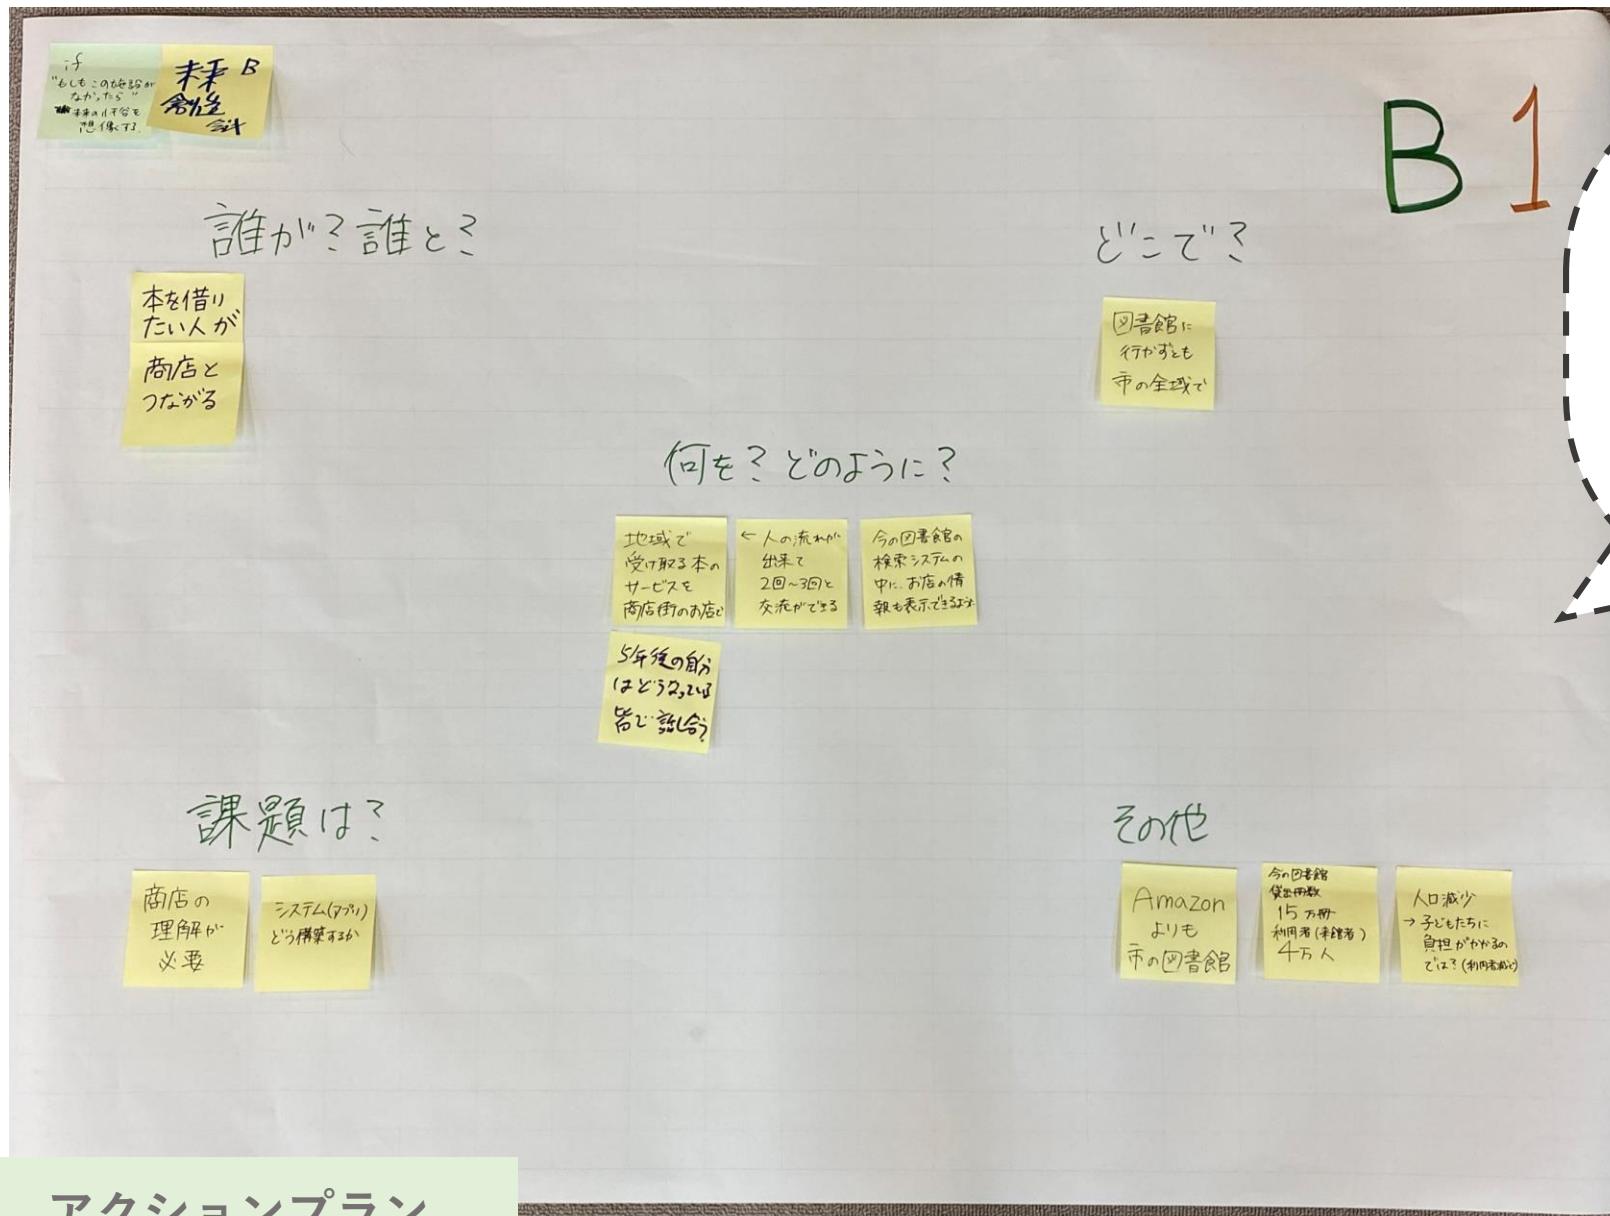 if
"もしもこの施設が
なかったら"
未来の小千谷を
想像する
未来 B
創造
会議
B 1
誰が？誰と？
本を借り
たい人が
商店と
つながる
どこで？
図書館に
行かずとも
市の全域で
何を？どのように？
地域で
受け取る本の
サービスを
商店街のお店で
←人の流れが
出来て
2回〜3回と
交流ができる
今の図書館の
検索システムの
中に、お店の情
報も表示できるよう
5年後の自分
はどうなっている
皆で話し合う
課題は？
商店の
理解が
必要
システム(アプリ)
どう構築するか
その他
Amazon
よりも
市の図書館
今の図書館
貸出冊数
15万冊
利用者(来館者)
4万人
人口減少
→子どもたちに
負担がかかるの
では？(利用者減で)
アクションプラン